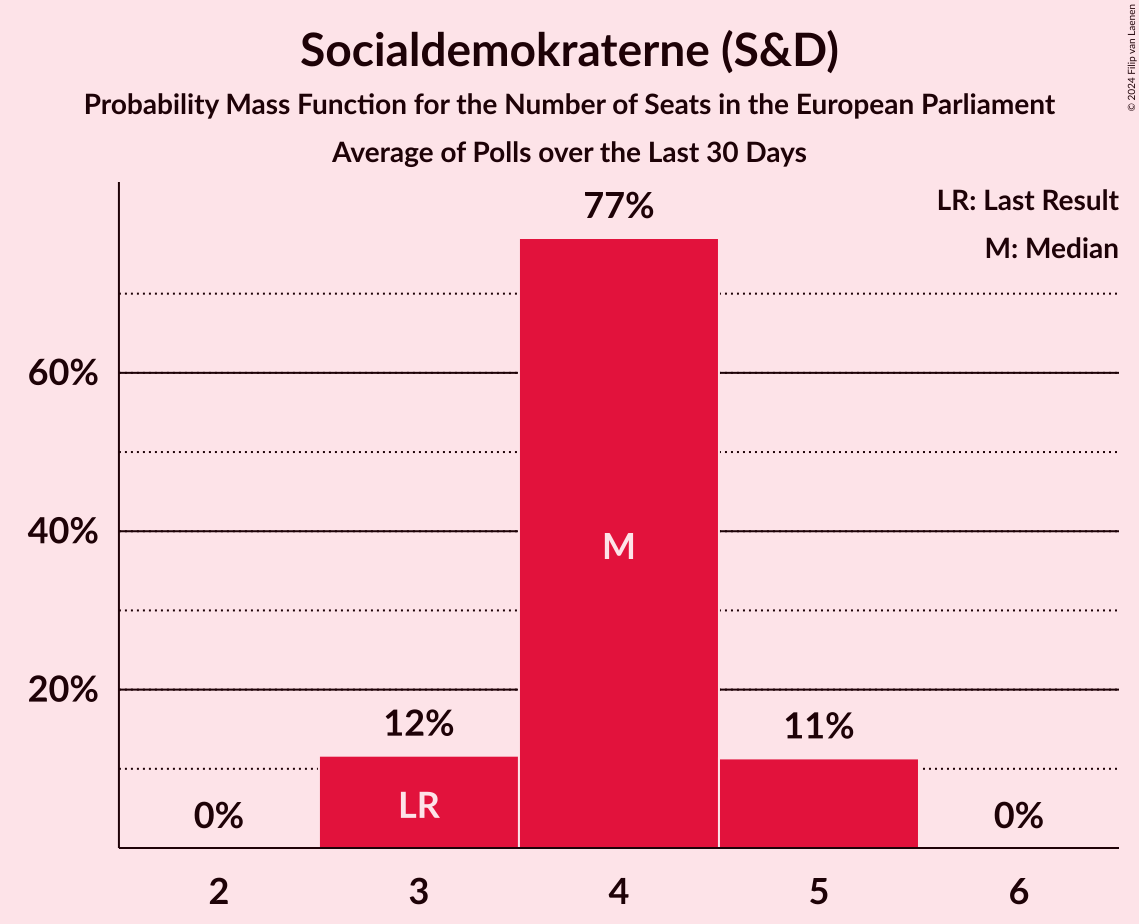 Socialdemokraterne (S&D)
Probability Mass Function for the Number of Seats in the European Parliament
Average of Polls over the Last 30 Days
© 2024 Filip van Laenen
LR: Last Result
M: Median
77%
60%
40%
M
20%
12%
11%
LR
0%
0%
2 3 4 5 6